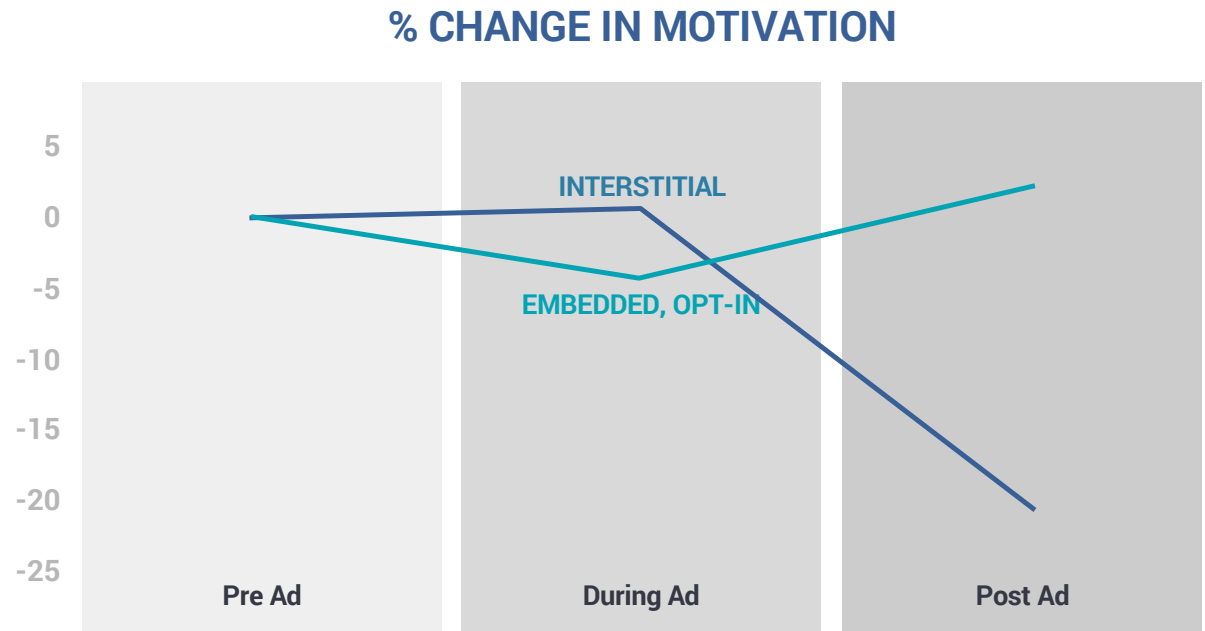 % CHANGE IN MOTIVATION
5
0
-5
-10
-15
-20
-25
INTERSTITIAL
EMBEDDED, OPT-IN
Pre Ad
During Ad
Post Ad